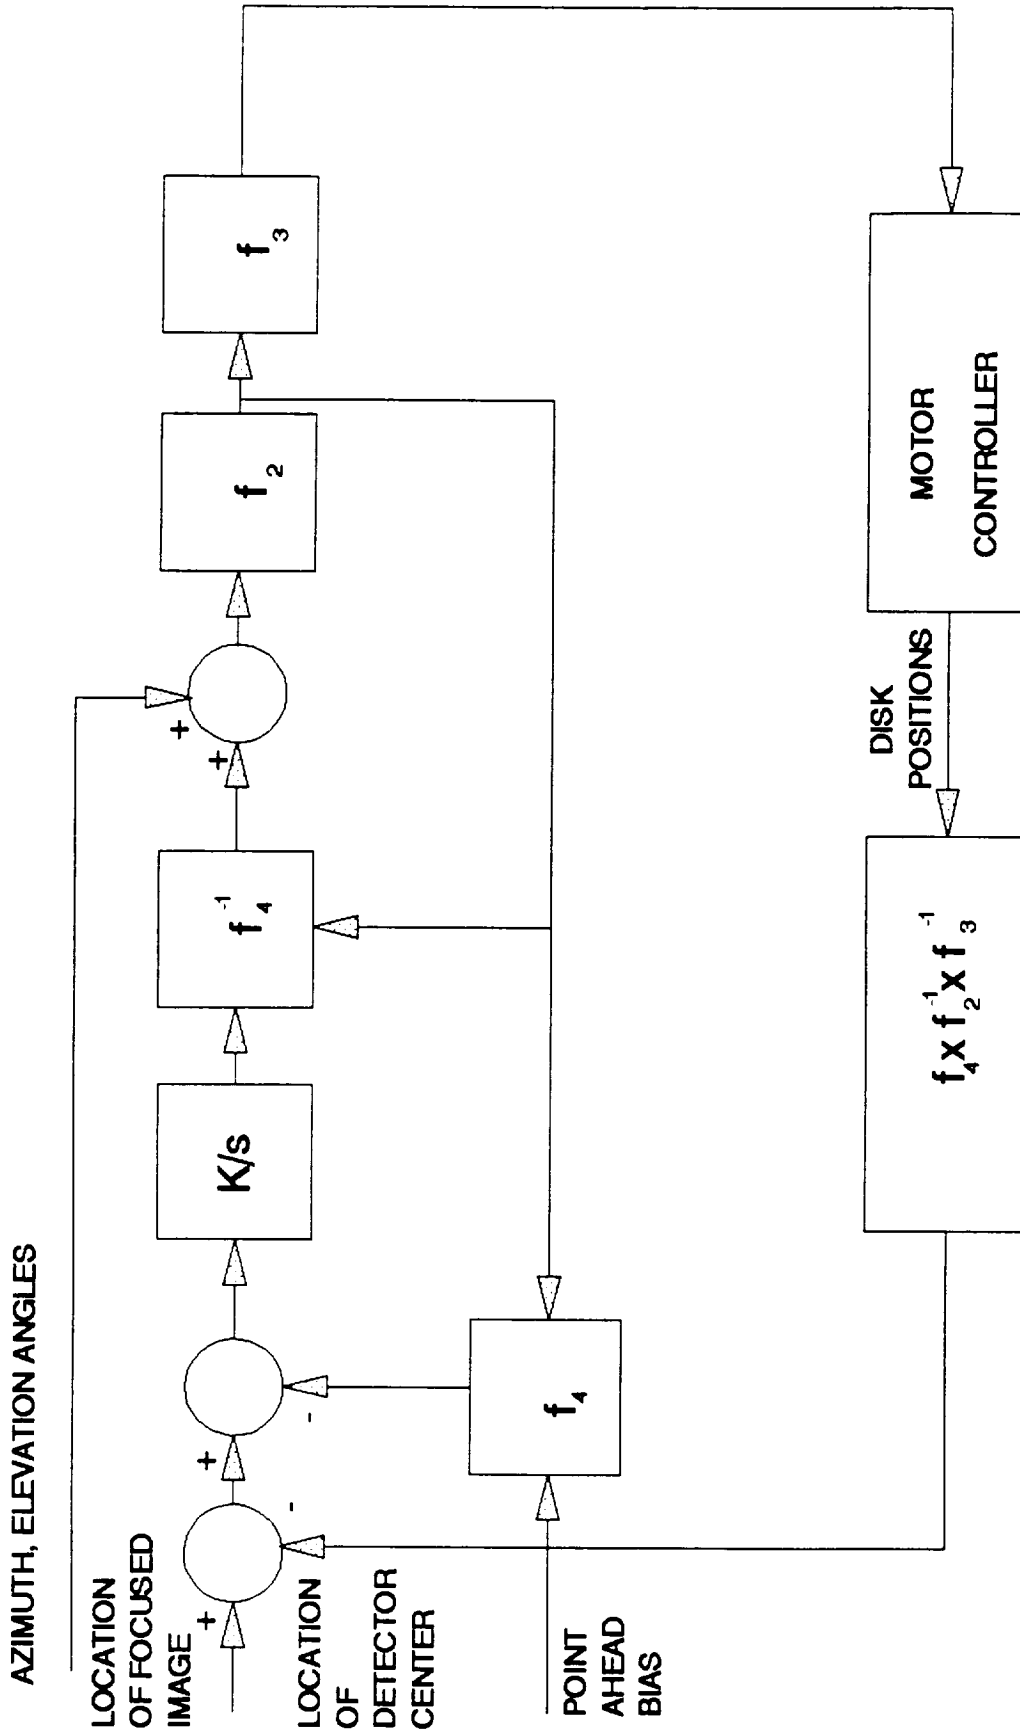 AZIMUTH, ELEVATION ANGLES
LOCATION
OF FOCUSED
IMAGE
+
-
+
-
K/s
f₄⁻¹
+
+
f₂
f₃
LOCATION
OF
DETECTOR
CENTER
POINT
AHEAD
BIAS
f₄
f₄ x f₂⁻¹ x f₃⁻¹
DISK
POSITIONS
MOTOR
CONTROLLER